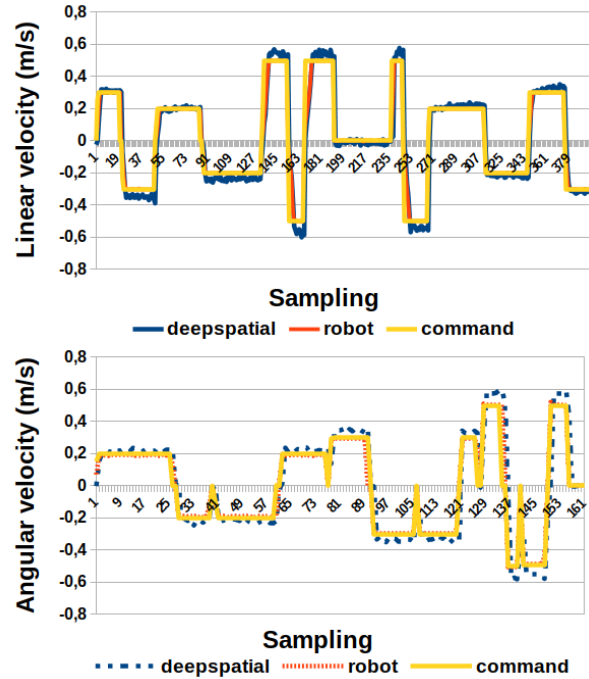 0,8
0,6
0,4
0,2
0
-0,2
-0,4
-0,6
-0,8
Linear velocity (m/s)
1 19 37 55 73 91 109 127 145 163 181 199 217 235 253 271 289 307 325 343 361 379
Sampling
deepspatial robot command
0,8
0,6
0,4
0,2
0
-0,2
-0,4
-0,6
-0,8
Angular velocity (m/s)
1 9 17 25 33 41 49 57 65 73 81 89 97 105 113 121 129 137 145 153 161
Sampling
deepspatial robot command